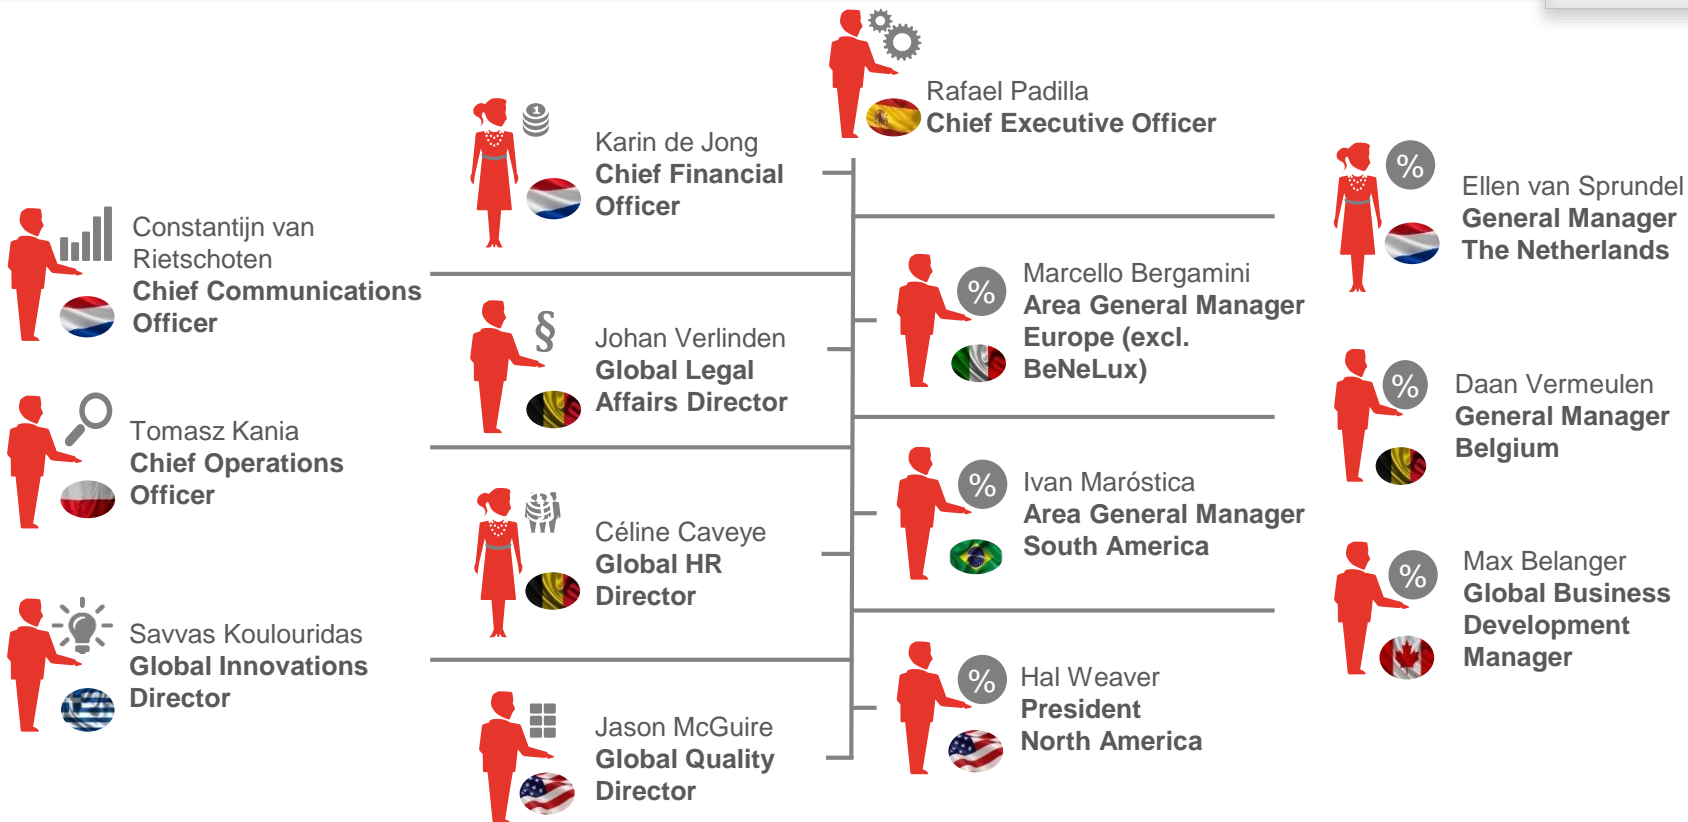 Rafael Padilla
Chief Executive Officer
1
Karin de Jong
Chief Financial
Officer
%
Ellen van Sprundel
General Manager
The Netherlands
Constantijn van
Rietschoten
Chief Communications
Officer
%
Marcello Bergamini
Area General Manager
Europe (excl.
BeNeLux)
§
Johan Verlinden
Global Legal
Affairs Director
%
Daan Vermeulen
General Manager
Belgium
Tomasz Kania
Chief Operations
Officer
%
Ivan Maróstica
Area General Manager
South America
Céline Caveye
Global HR
Director
%
Max Belanger
Global Business
Development
Manager
Savvas Koulouridas
Global Innovations
Director
%
Hal Weaver
President
North America
Jason McGuire
Global Quality
Director